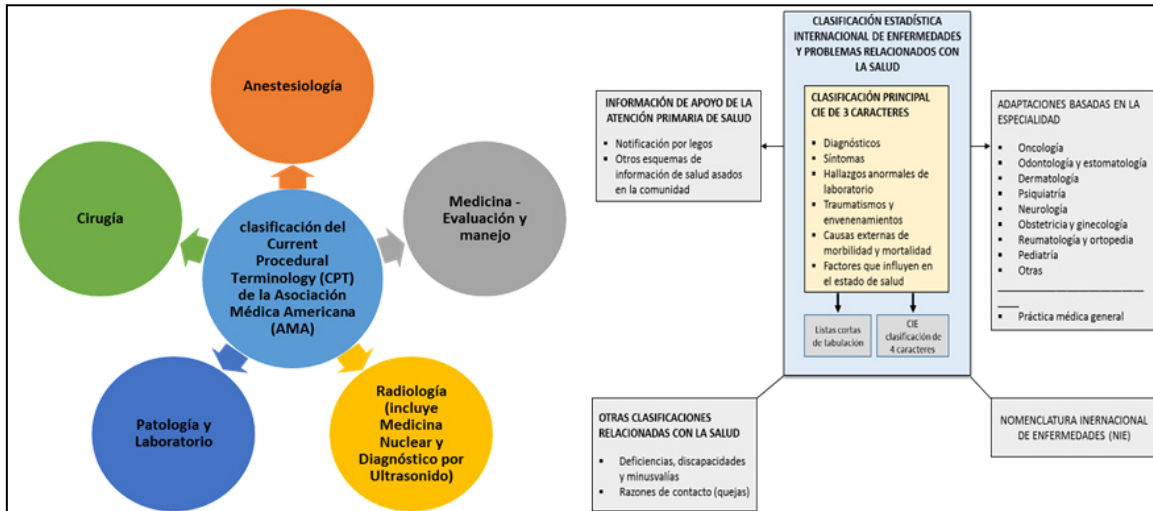 Anestesiología
Cirugía
Medicina -
Evaluación y
manejo
clasificación del
Current
Procedural
Terminology (CPT)
de la Asociación
Médica Americana
(AMA)
Patología y
Laboratorio
Radiología
(incluye
Medicina
Nuclear y
Diagnóstico por
Ultrasonido)
CLASIFICACIÓN ESTADÍSTICA
INTERNACIONAL DE ENFERMEDADES
Y PROBLEMAS RELACIONADOS CON
LA SALUD
INFORMACIÓN DE APOYO DE LA
ATENCIÓN PRIMARIA DE SALUD
▪ Notificación por legos
▪ Otros esquemas de
información de salud asados
en la comunidad
CLASIFICACIÓN PRINCIPAL
CIE DE 3 CARACTERES
▪ Diagnósticos
▪ Síntomas
▪ Hallazgos anormales de
laboratorio
▪ Traumatismos y
envenenamientos
▪ Causas externas de
morbilidad y mortalidad
▪ Factores que influyen en
el estado de salud
Listas cortas
de tabulación
CIE
clasificación de
4 caracteres
ADAPTACIONES BASADAS EN LA
ESPECIALIDAD
▪ Oncología
▪ Odontología y estomatología
▪ Dermatología
▪ Psiquiatría
▪ Neurología
▪ Obstetricia y ginecología
▪ Reumatología y ortopedia
▪ Pediatría
▪ Otras
▪ Práctica médica general
OTRAS CLASIFICACIONES
RELACIONADAS CON LA SALUD
▪ Deficiencias, discapacidades
y minusvalías
▪ Razones de contacto (quejas)
NOMENCLATURA INERNACIONAL
DE ENFERMEDADES (NIE)